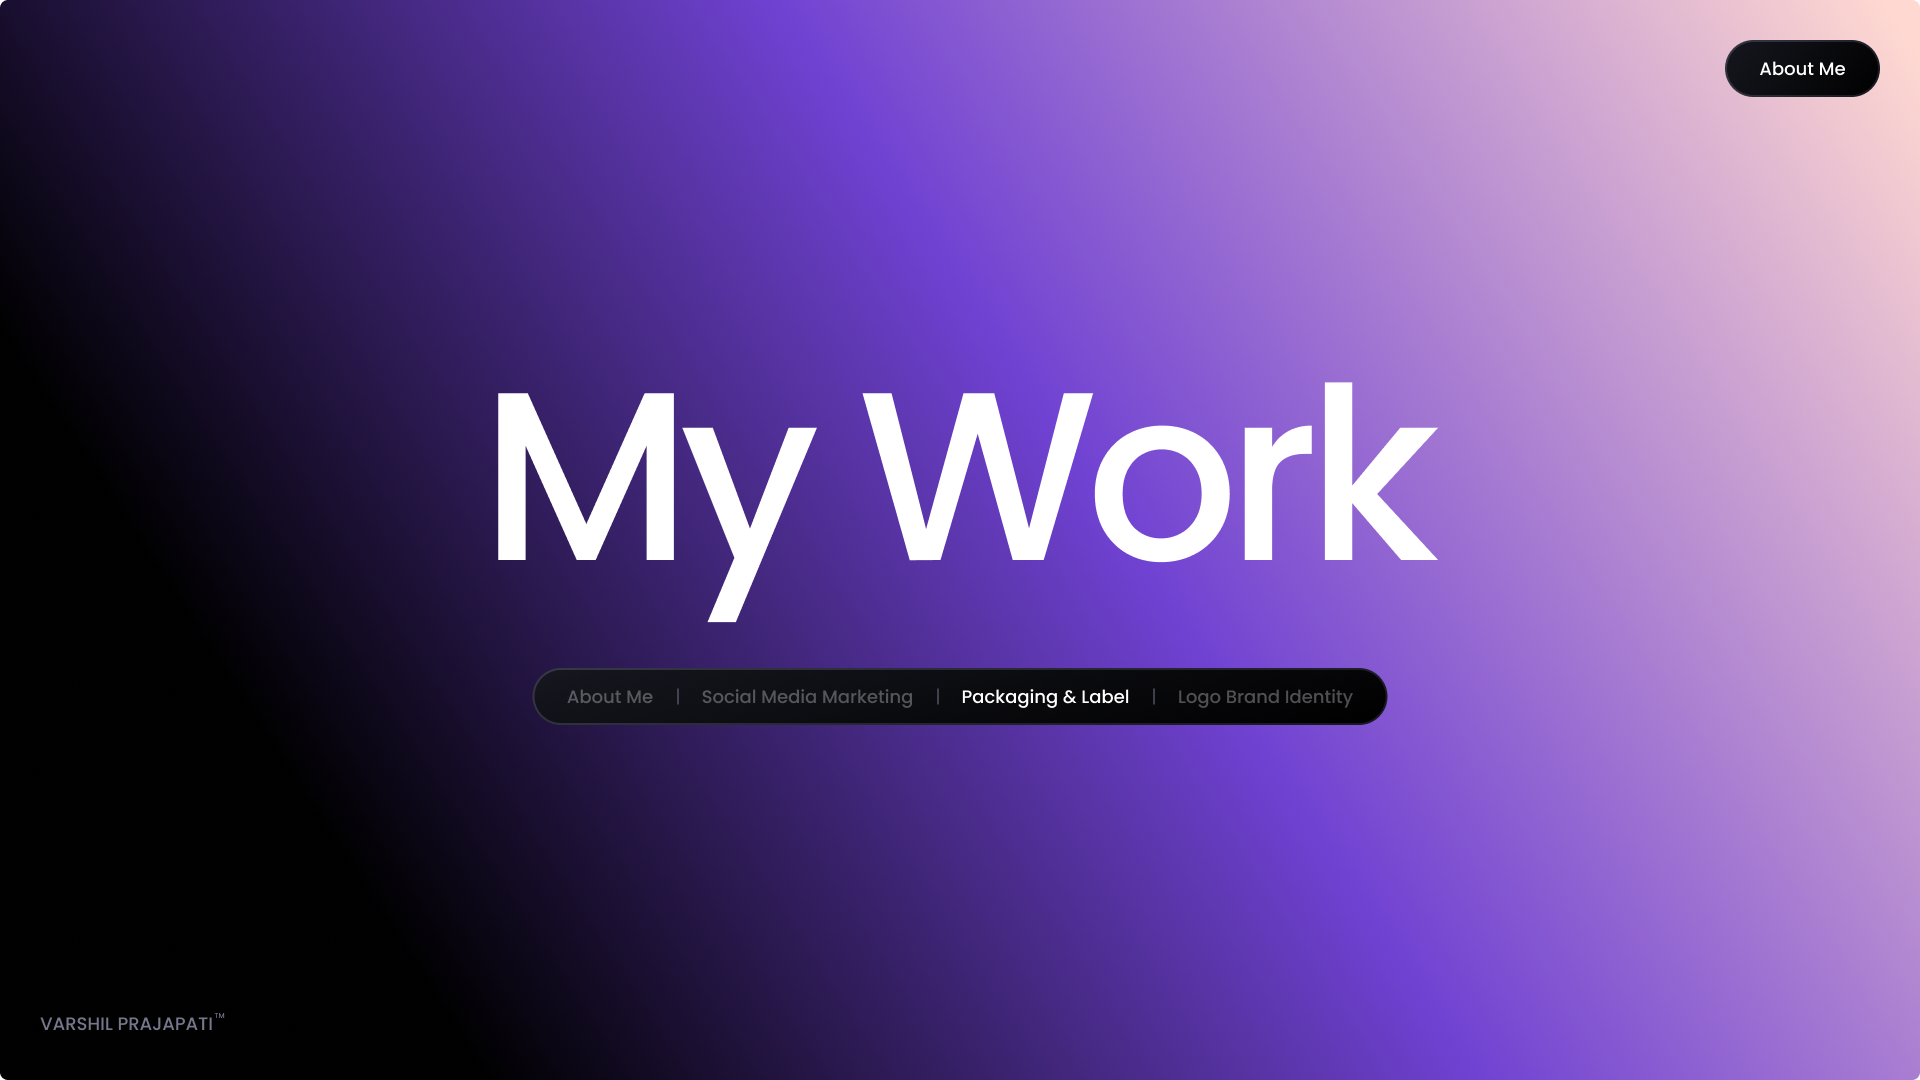 About Me
My Work
About Me | Social Media Marketing | Packaging & Label | Logo Brand Identity
VARSHIL PRAJAPATI™